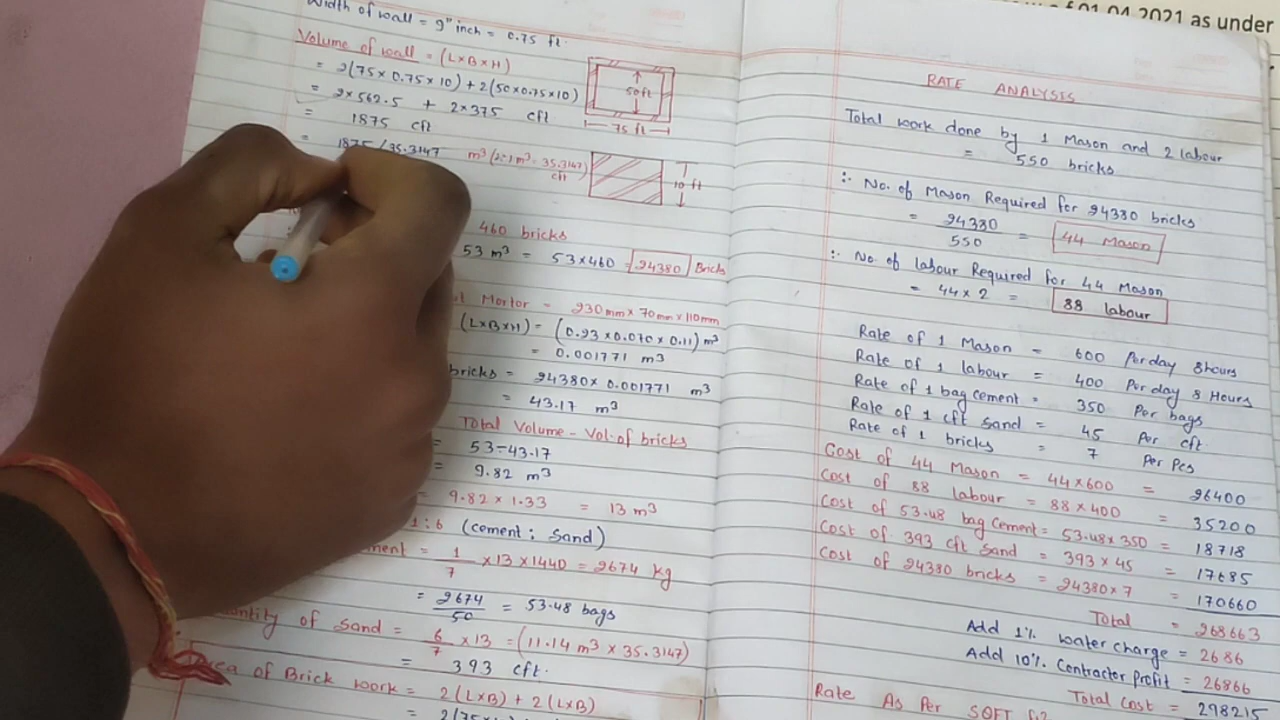 Width of wall = 9" inch = 0.75 ft.
Volume of wall = (L×B×H)
= 2(75×0.75×10) + 2(50×0.75×10)
= 2×562.5 + 2×375 cft
= 1875 cft
= 1875/35.3147 m³ (∵ 1m³ = 35.3147 cft)
50ft
75 ft
10 ft
460 bricks
53 m³ = 53×460 = 24380 Bricks
Mortor = 230mm×70mm×110mm
(L×B×H) = (0.23×0.070×0.11) m³
= 0.001771 m³
bricks = 24380×0.001771 m³
= 43.17 m³
Total Volume - Vol. of bricks
= 53-43.17
= 9.82 m³
= 9.82×1.33 = 13 m³
1:6 (cement: Sand)
= 1/7 ×13×1440 = 2674 kg
= 2674/50 = 53.48 bags
of Sand = 6/7 ×13 = (11.14 m³ × 35.3147)
= 393 cft.
of Brick work = 2(L×B) + 2(L×B)
01.04.2021 as under
RATE ANALYSIS
Total work done by 1 Mason and 2 labour
= 550 bricks
∴ No. of Mason Required for 24380 bricks
= 24380/550 = 44 Mason
∴ No. of labour Required for 44 Mason
= 44×2 = 88 labour
Rate of 1 Mason = 600 Per day 8hours
Rate of 1 labour = 400 Per day 8 Hours
Rate of 1 bag cement = 350 Per bags
Rate of 1 cft Sand = 45 Per cft
Rate of 1 bricks = 7 Per Pcs
Cost of 44 Mason = 44×600 = 26400
Cost of 88 labour = 88×400 = 35200
Cost of 53.48 bag Cement = 53.48×350 = 18718
Cost of 393 cft Sand = 393×45 = 17685
Cost of 24380 bricks = 24380×7 = 170660
Total = 268663
Add 1% water charge = 2686
Add 10% Contractor Profit = 26866
Total Cost = 298215
Rate As Per SQFT